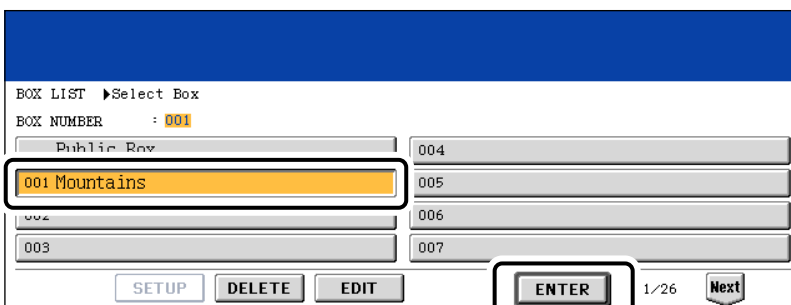 BOX LIST ▶Select Box
BOX NUMBER : 001
Public Box
004
001 Mountains
005
002
006
003
007
SETUP DELETE EDIT ENTER 1/26 Next